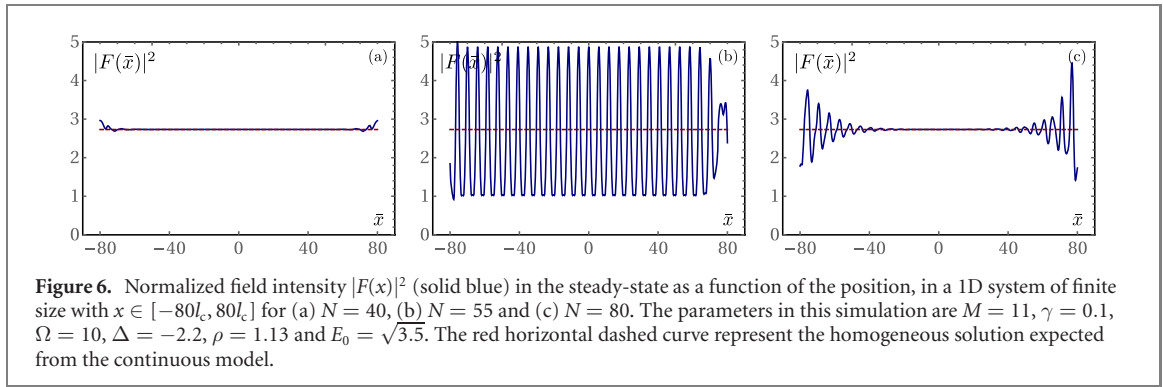 5
4
3
2
1
0
|F(x̄)|²
(a)
x̄
−80 −40 0 40 80
5
4
3
2
1
0
|F(x̄)|²
(b)
x̄
−80 −40 0 40 80
5
4
3
2
1
0
|F(x̄)|²
(c)
x̄
−80 −40 0 40 80
Figure 6. Normalized field intensity |F(x)|² (solid blue) in the steady-state as a function of the position, in a 1D system of finite
size with x ∈ [−80l_c, 80l_c] for (a) N = 40, (b) N = 55 and (c) N = 80. The parameters in this simulation are M = 11, γ = 0.1,
Ω = 10, Δ = −2.2, ρ = 1.13 and E₀ = √3.5. The red horizontal dashed curve represent the homogeneous solution expected
from the continuous model.